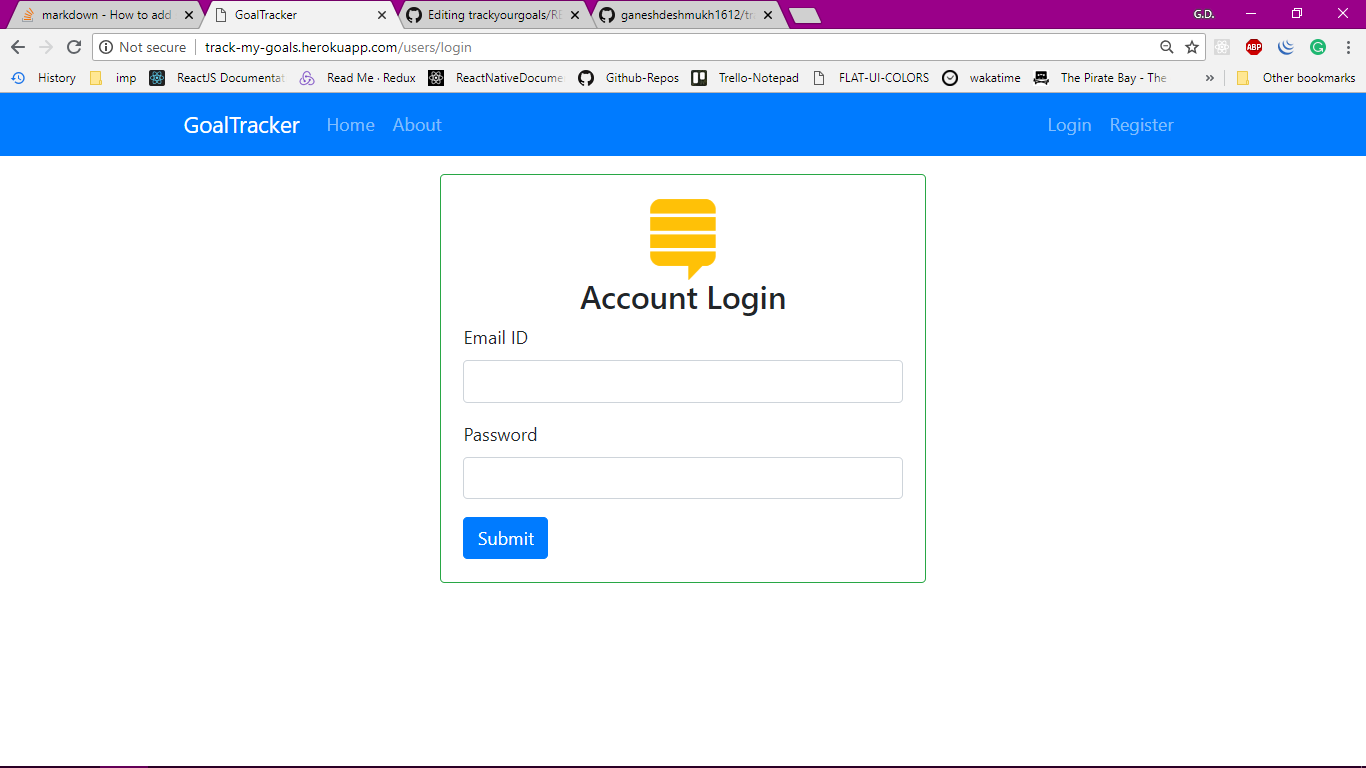 markdown - How to add
GoalTracker
Editing trackyourgoals/RE
ganeshdeshmukh1612/tr
G.D.
Not secure
track-my-goals.herokuapp.com/users/login
ABP
History
imp
ReactJS Documentat
Read Me · Redux
ReactNativeDocume
Github-Repos
Trello-Notepad
FLAT-UI-COLORS
wakatime
The Pirate Bay - The
Other bookmarks
GoalTracker
Home
About
Login
Register
Account Login
Email ID
Password
Submit